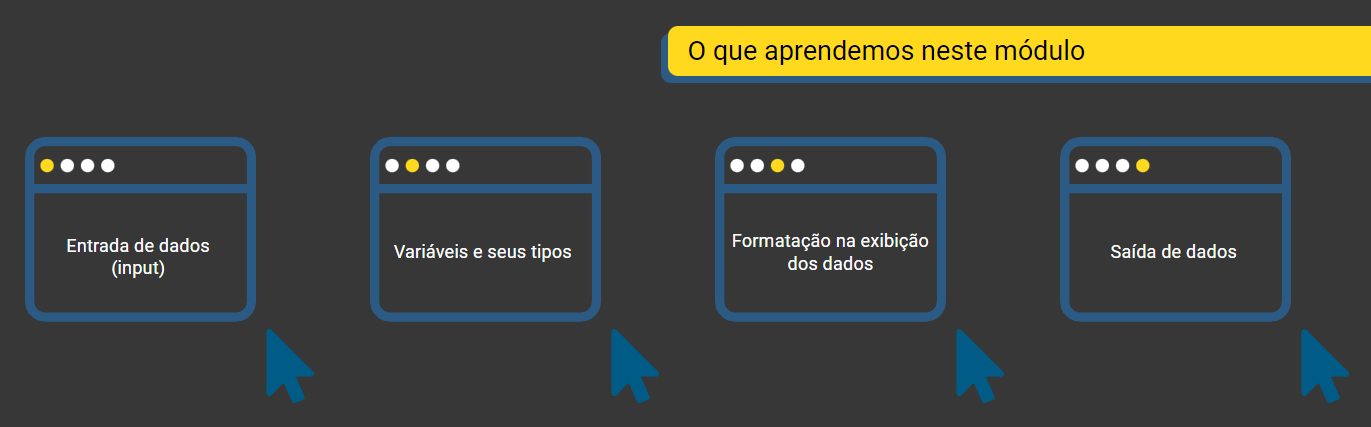 O que aprendemos neste módulo
Entrada de dados
(input)
Variáveis e seus tipos
Formatação na exibição
dos dados
Saída de dados